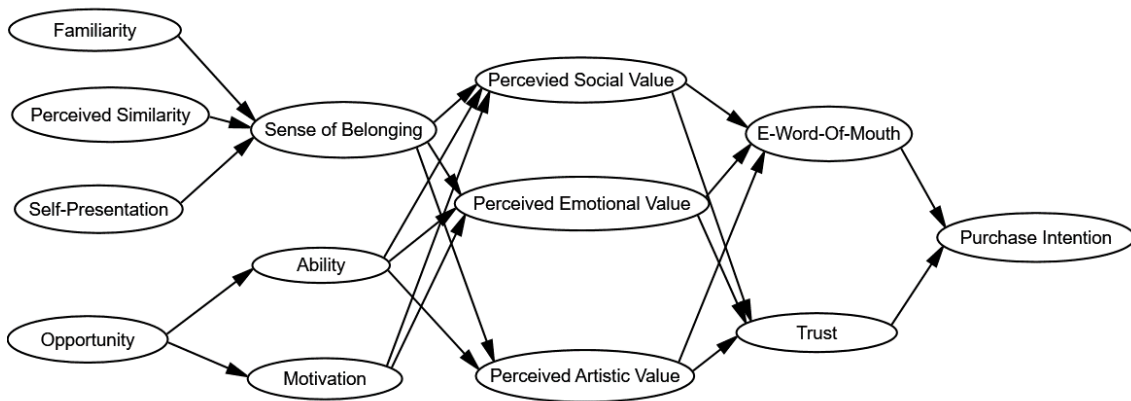 Familiarity
Perceived Similarity
Self-Presentation
Opportunity
Sense of Belonging
Ability
Motivation
Percevied Social Value
Perceived Emotional Value
Perceived Artistic Value
E-Word-Of-Mouth
Trust
Purchase Intention